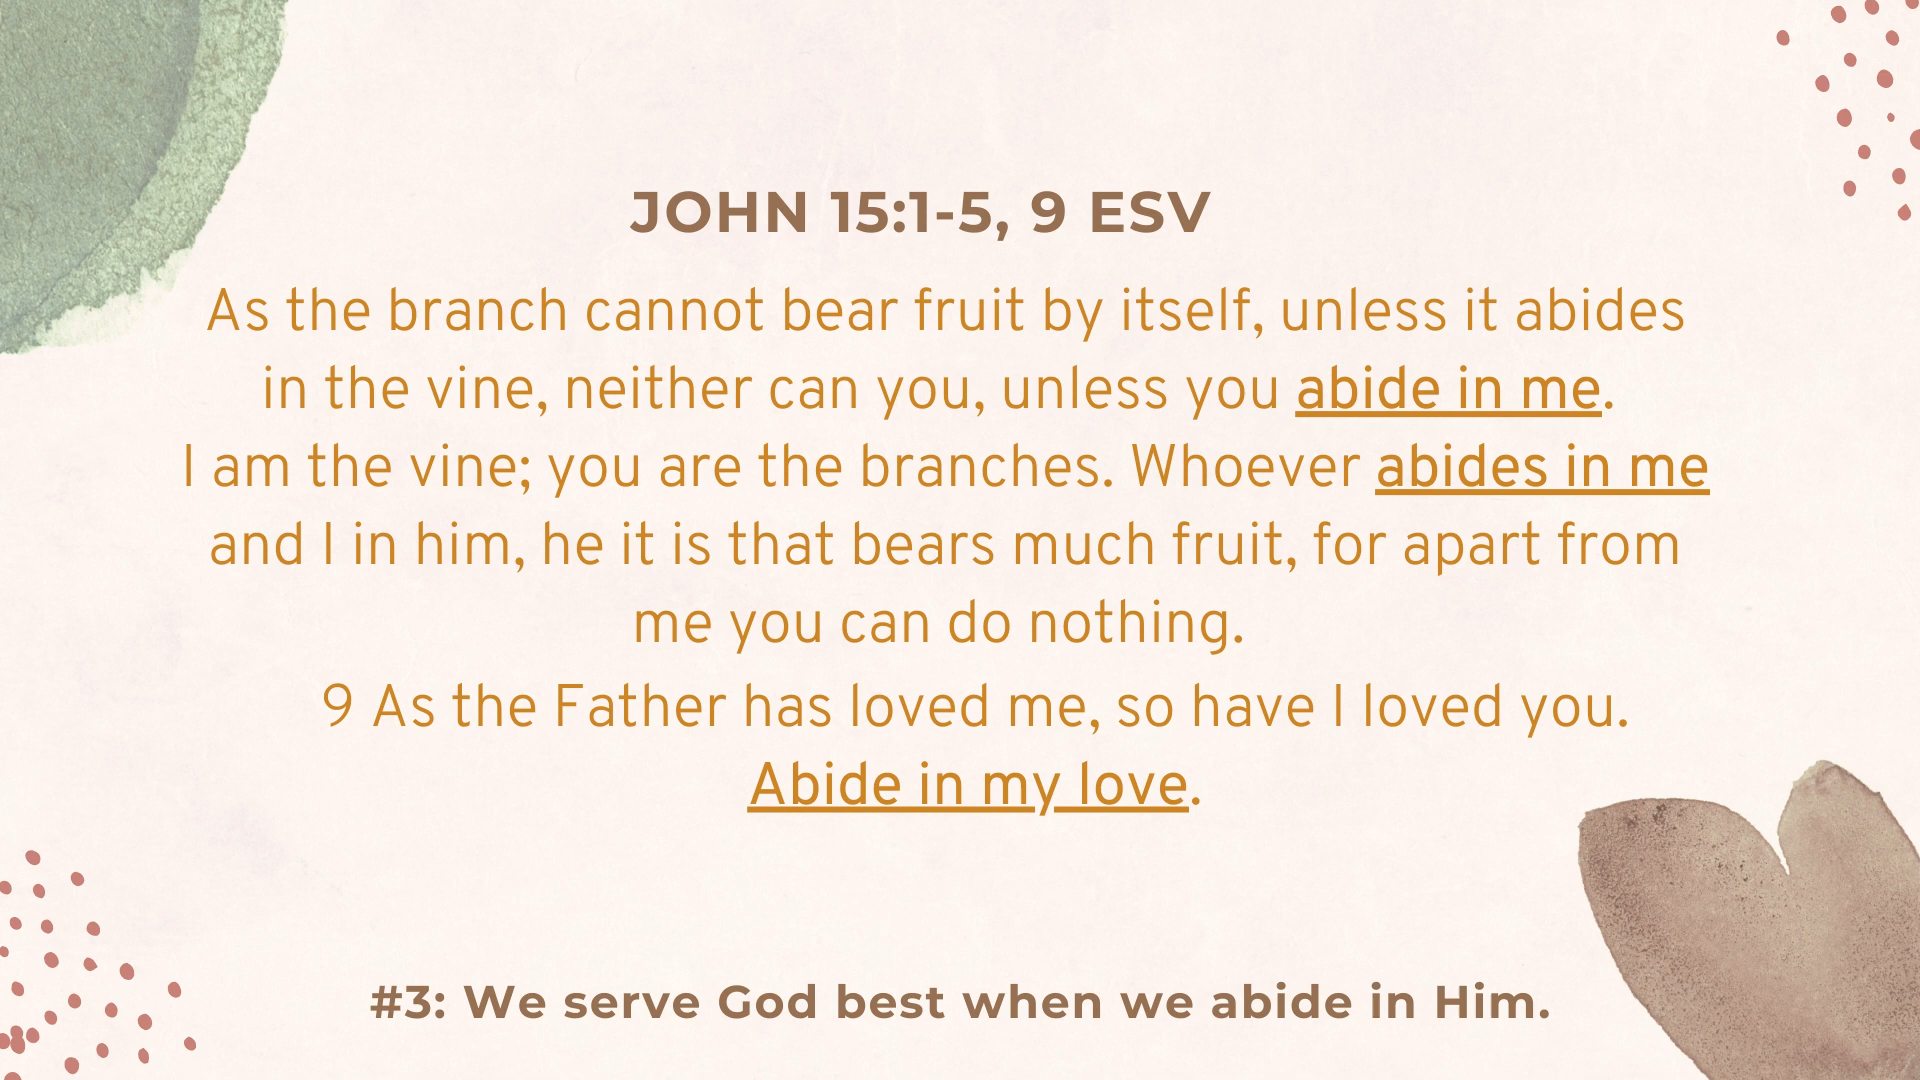 JOHN 15:1-5, 9 ESV
As the branch cannot bear fruit by itself, unless it abides
in the vine, neither can you, unless you abide in me.
I am the vine; you are the branches. Whoever abides in me
and I in him, he it is that bears much fruit, for apart from
me you can do nothing.
9 As the Father has loved me, so have I loved you.
Abide in my love.
#3: We serve God best when we abide in Him.